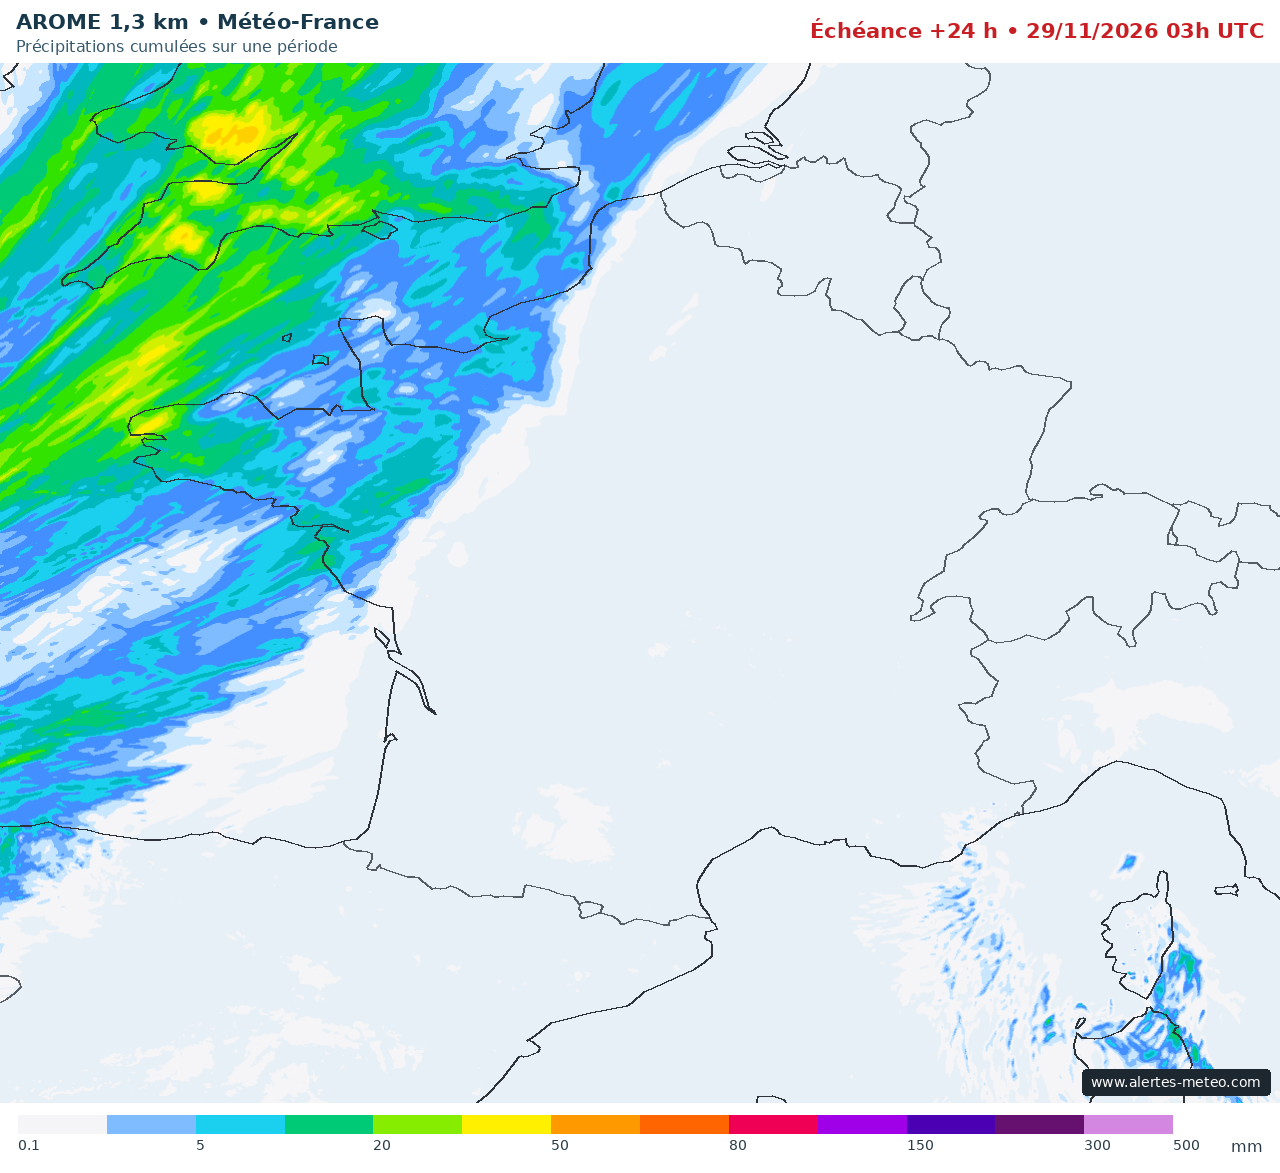 AROME 1,3 km • Météo-France
Précipitations cumulées sur une période
Échéance +24 h • 29/11/2026 03h UTC
www.alertes-meteo.com
0.1 5 20 50 80 150 300 500 mm